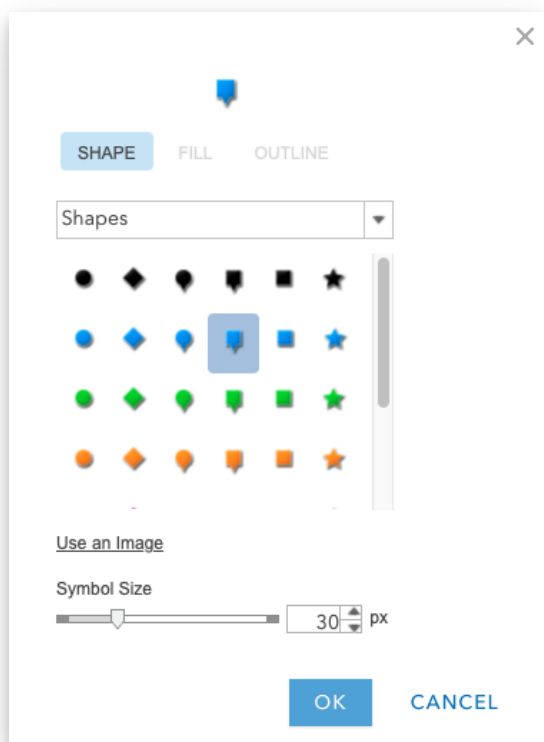 SHAPE FILL OUTLINE
Shapes
Use an Image
Symbol Size
30 px
OK CANCEL